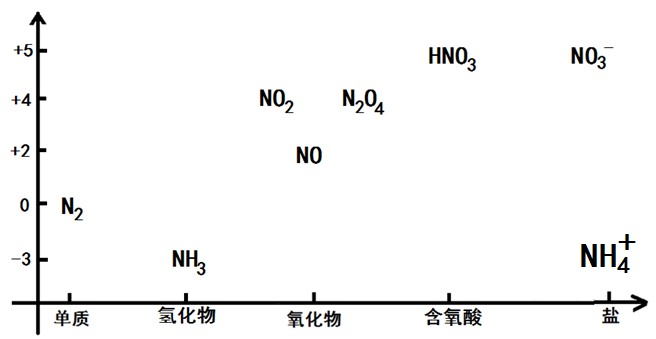 +5 HNO₃ NO₃⁻
+4 NO₂ N₂O₄
+2 NO
0 N₂
−3 NH₃ NH₄⁺
单质 氢化物 氧化物 含氧酸 盐